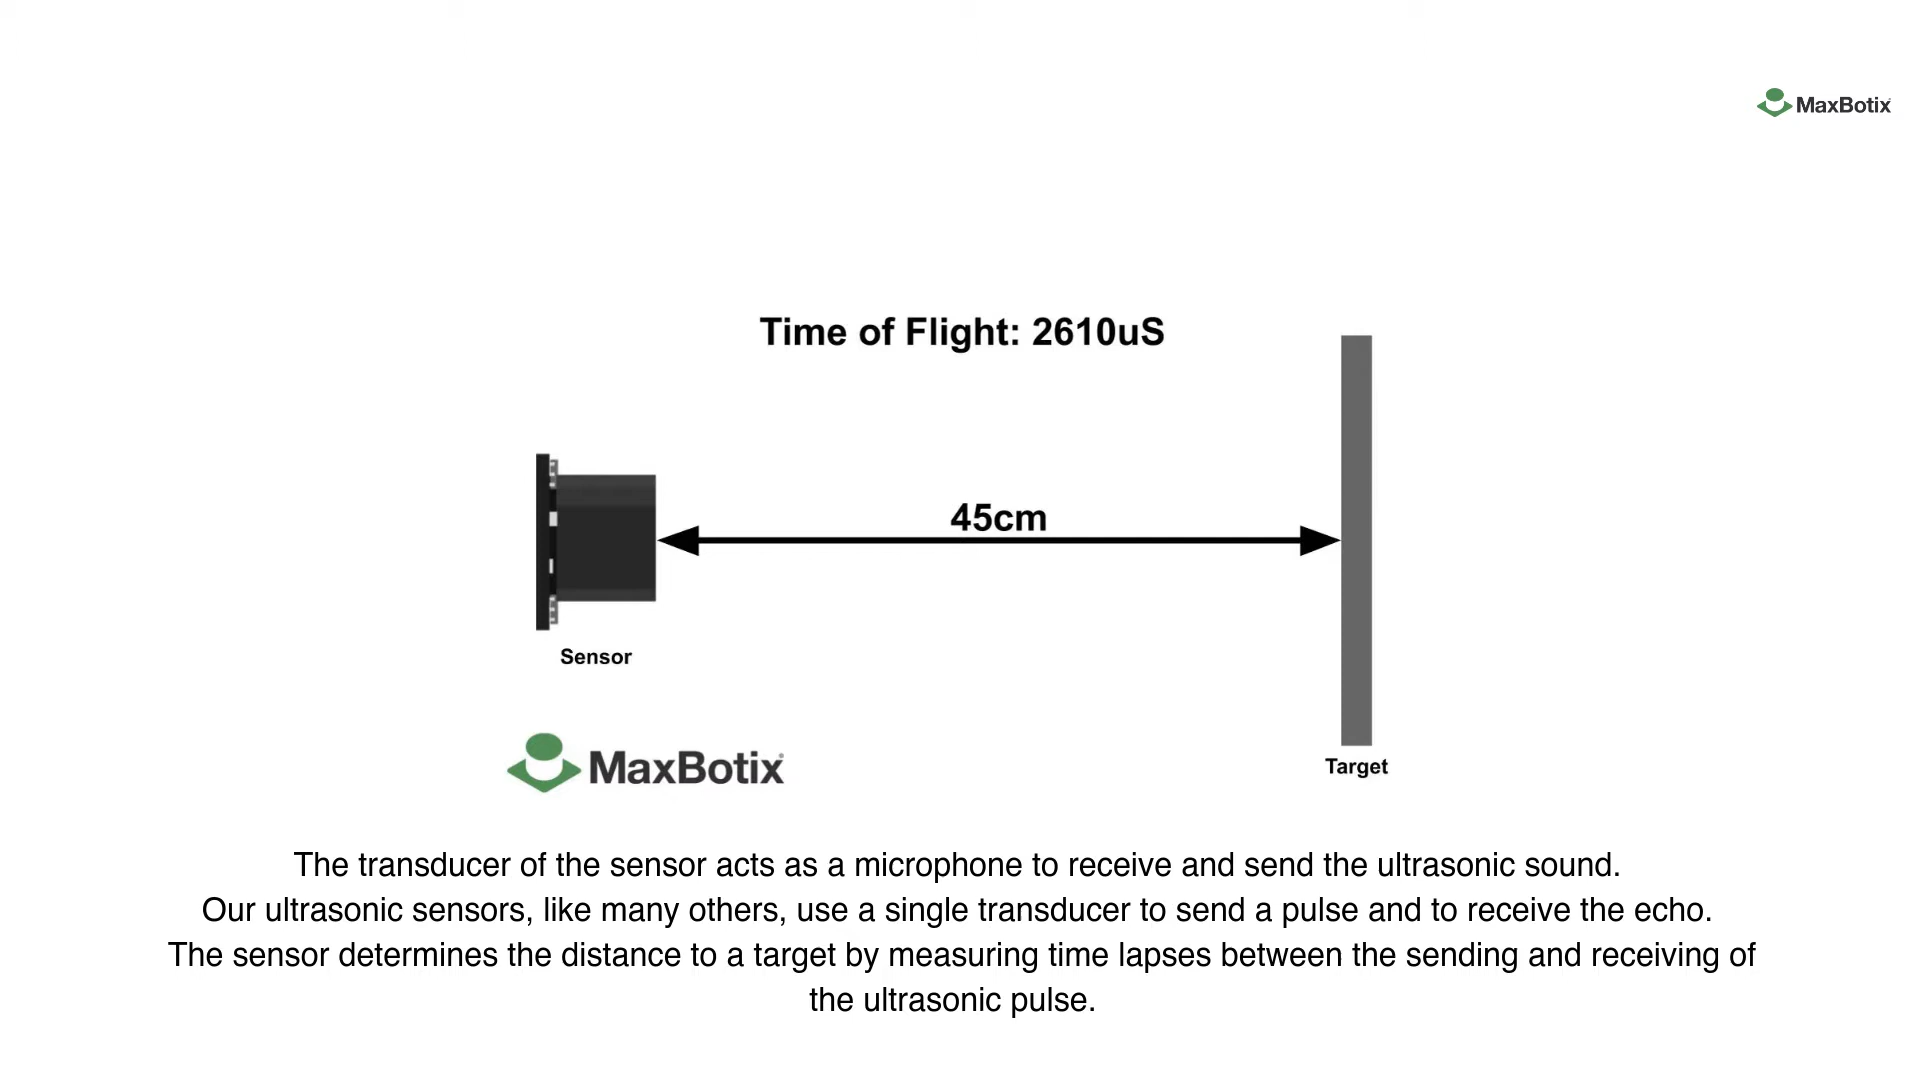 MaxBotix
Time of Flight: 2610uS
45cm
Sensor
Target
MaxBotix
The transducer of the sensor acts as a microphone to receive and send the ultrasonic sound.
Our ultrasonic sensors, like many others, use a single transducer to send a pulse and to receive the echo.
The sensor determines the distance to a target by measuring time lapses between the sending and receiving of
the ultrasonic pulse.